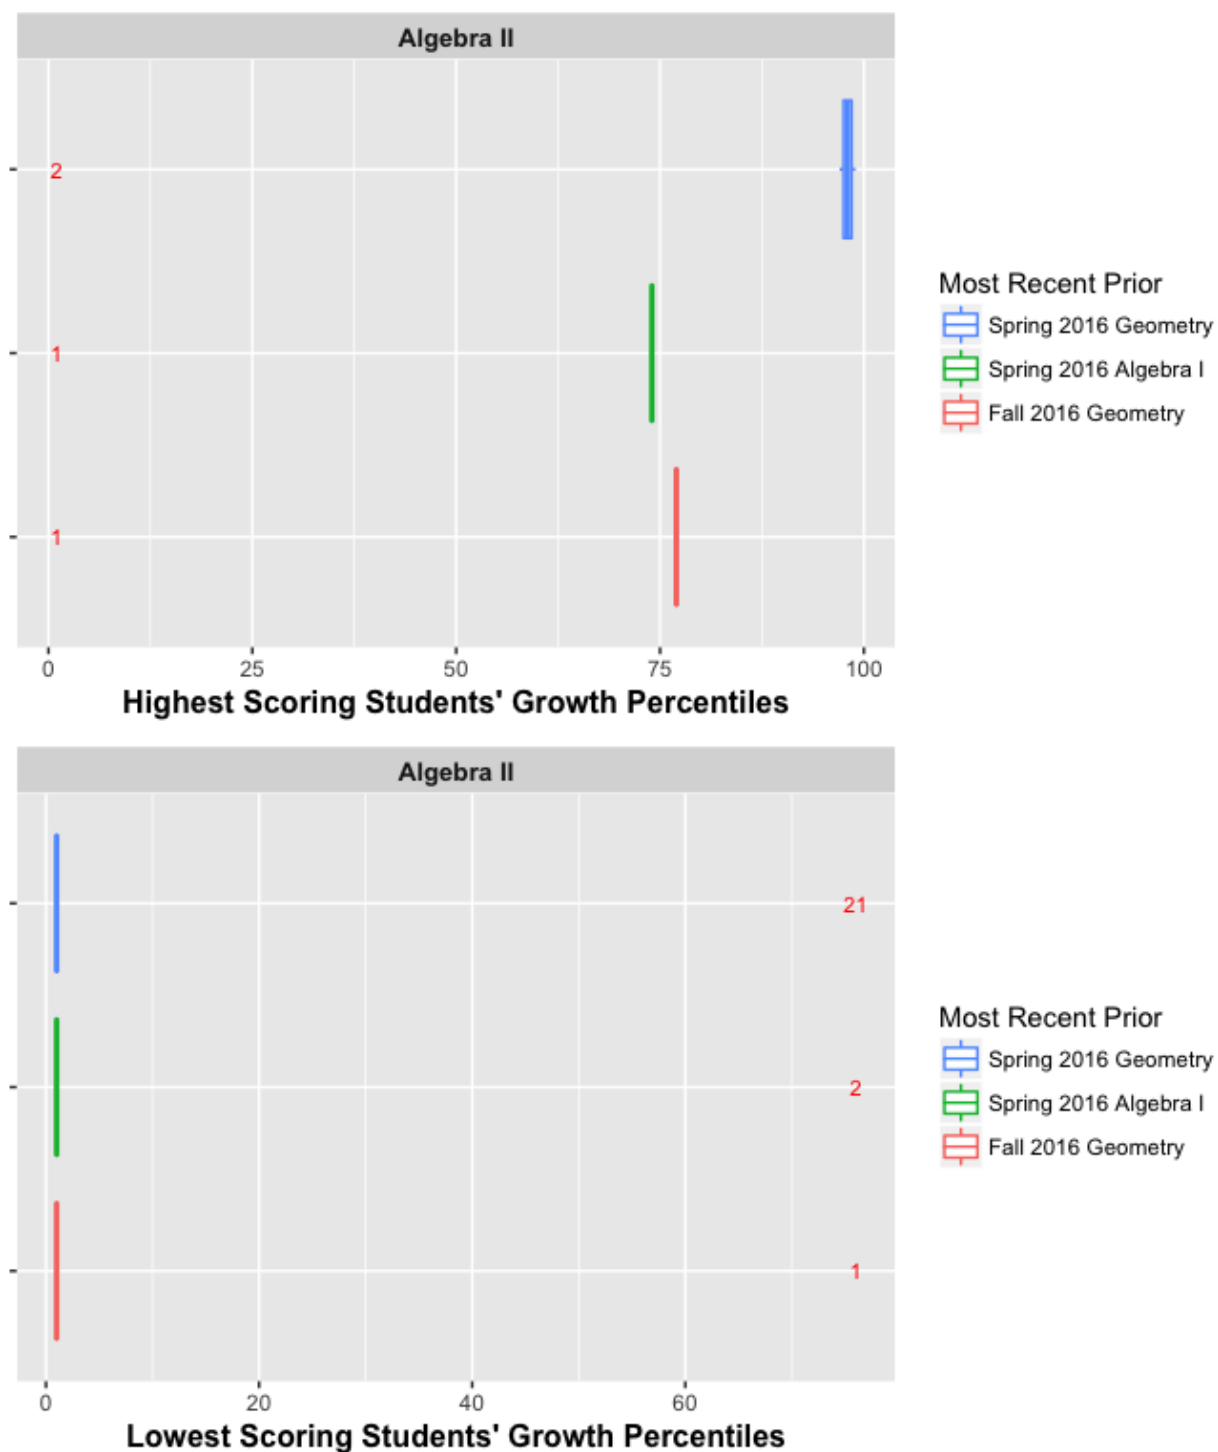 Algebra II
2
1
1
0 25 50 75 100
Highest Scoring Students' Growth Percentiles
Most Recent Prior
Spring 2016 Geometry
Spring 2016 Algebra I
Fall 2016 Geometry
Algebra II
21
2
1
0 20 40 60
Lowest Scoring Students' Growth Percentiles
Most Recent Prior
Spring 2016 Geometry
Spring 2016 Algebra I
Fall 2016 Geometry